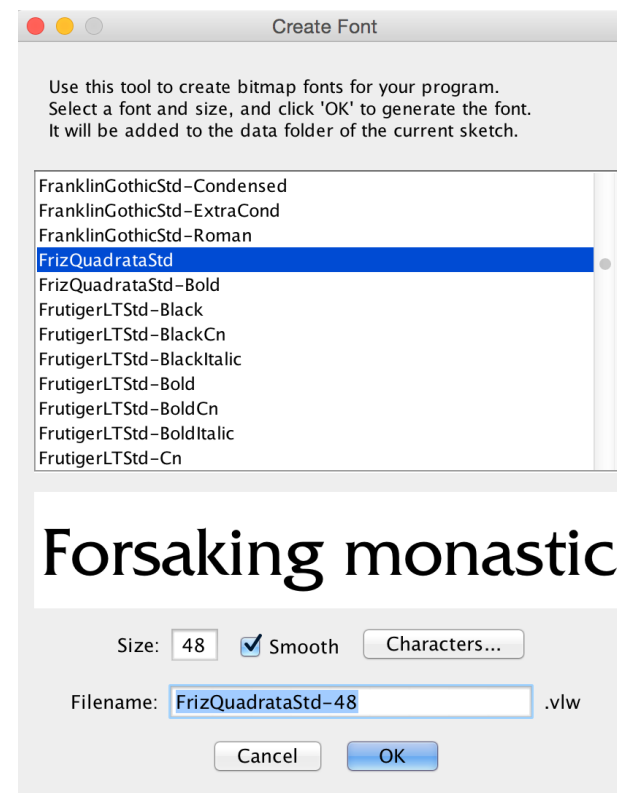 Create Font
Use this tool to create bitmap fonts for your program.
Select a font and size, and click 'OK' to generate the font.
It will be added to the data folder of the current sketch.
FranklinGothicStd-Condensed
FranklinGothicStd-ExtraCond
FranklinGothicStd-Roman
FrizQuadrataStd
FrizQuadrataStd-Bold
FrutigerLTStd-Black
FrutigerLTStd-BlackCn
FrutigerLTStd-BlackItalic
FrutigerLTStd-Bold
FrutigerLTStd-BoldCn
FrutigerLTStd-BoldItalic
FrutigerLTStd-Cn
Forsaking monastic
Size: 48 Smooth Characters...
Filename: FrizQuadrataStd-48 .vlw
Cancel OK